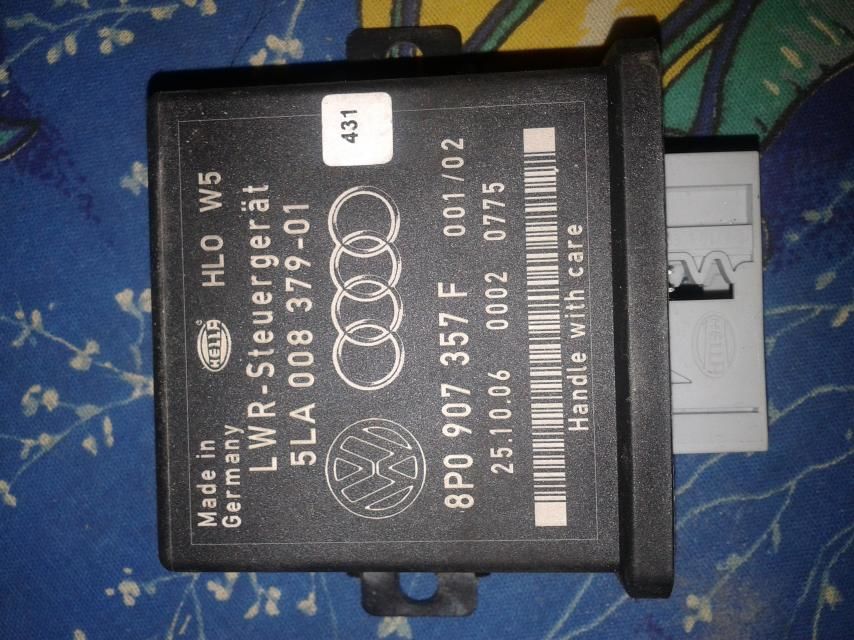 Made in
Germany
HELLA
HLO W5
LWR-Steuergerät
5LA 008 379-01
431
8P0 907 357 F 001/02
25.10.06 0002 0775
Handle with care